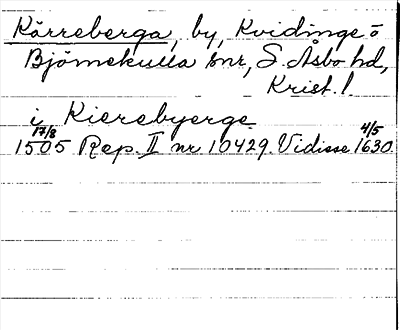 Kärreberga, by, Kvidinge o
Björnekulla snr, S. Åsbo hd,
Krist. l.
i Kierebyerge
17/8 4/5
1505 Rep. II nr 10429. Vidisse 1630